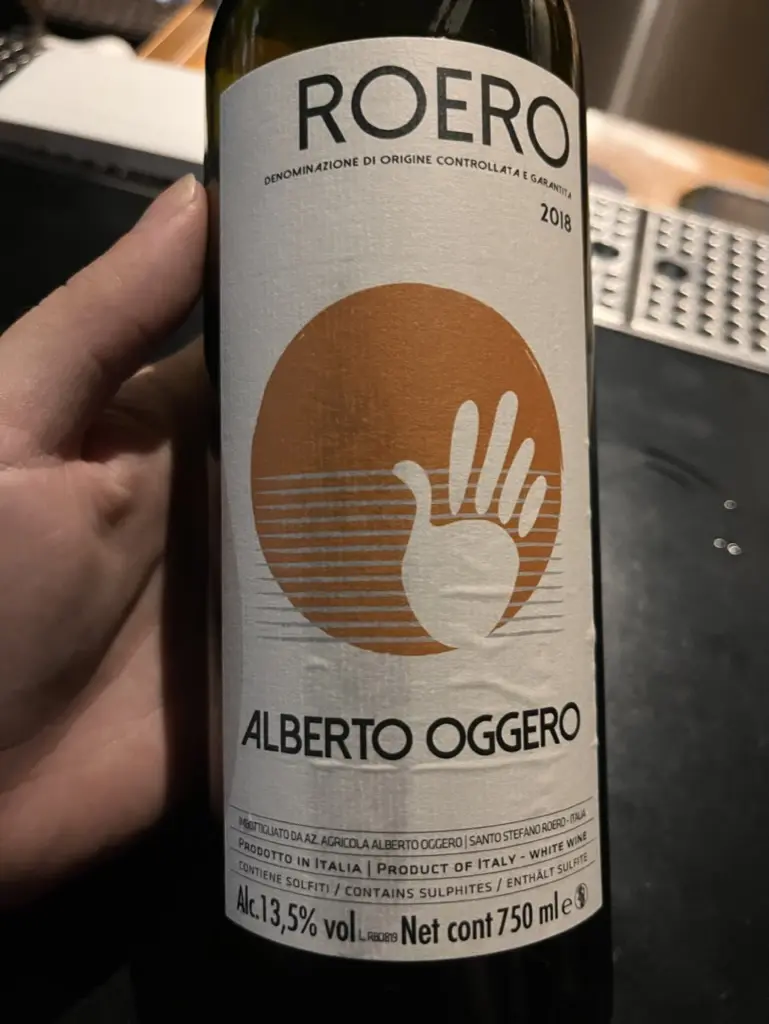 ROERO
DENOMINAZIONE DI ORIGINE CONTROLLATA E GARANTITA
2018
ALBERTO OGGERO
IMBOTTIGLIATO DA AZ. AGRICOLA ALBERTO OGGERO | SANTO STEFANO ROERO - ITALIA
PRODOTTO IN ITALIA | PRODUCT OF ITALY - WHITE WINE
CONTIENE SOLFITI / CONTAINS SULPHITES / ENTHÄLT SULFITE
Alc.13,5% vol Net cont 750 ml e